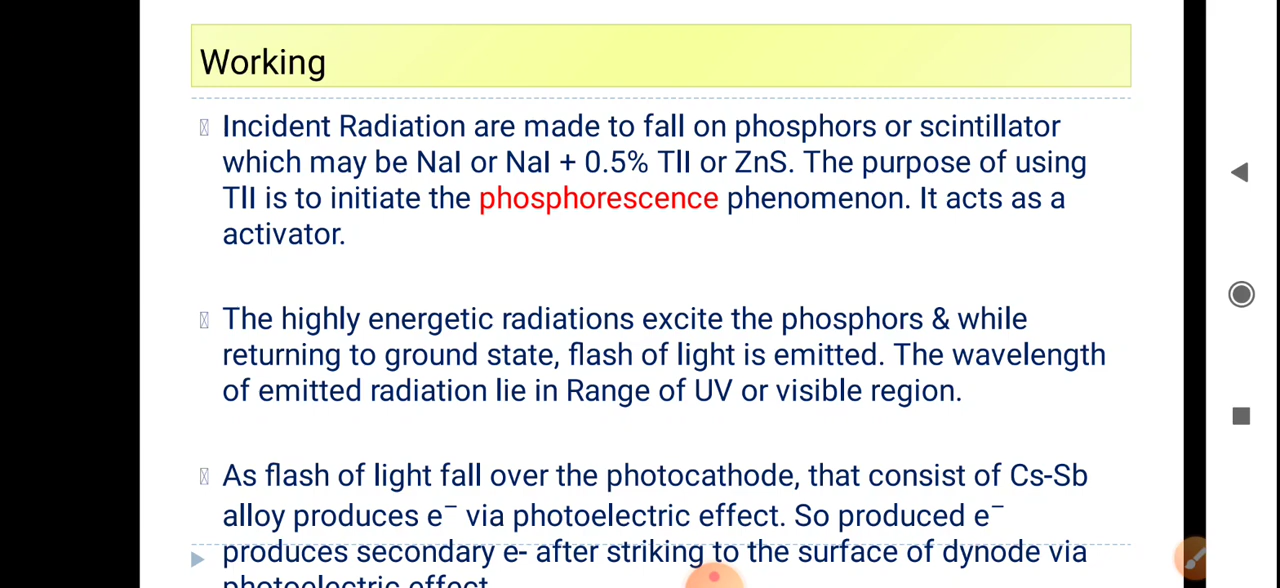 Working
Incident Radiation are made to fall on phosphors or scintillator
which may be NaI or NaI + 0.5% TlI or ZnS. The purpose of using
TlI is to initiate the phosphorescence phenomenon. It acts as a
activator.
The highly energetic radiations excite the phosphors & while
returning to ground state, flash of light is emitted. The wavelength
of emitted radiation lie in Range of UV or visible region.
As flash of light fall over the photocathode, that consist of Cs-Sb
alloy produces e⁻ via photoelectric effect. So produced e⁻
produces secondary e- after striking to the surface of dynode via
photoelectric effect